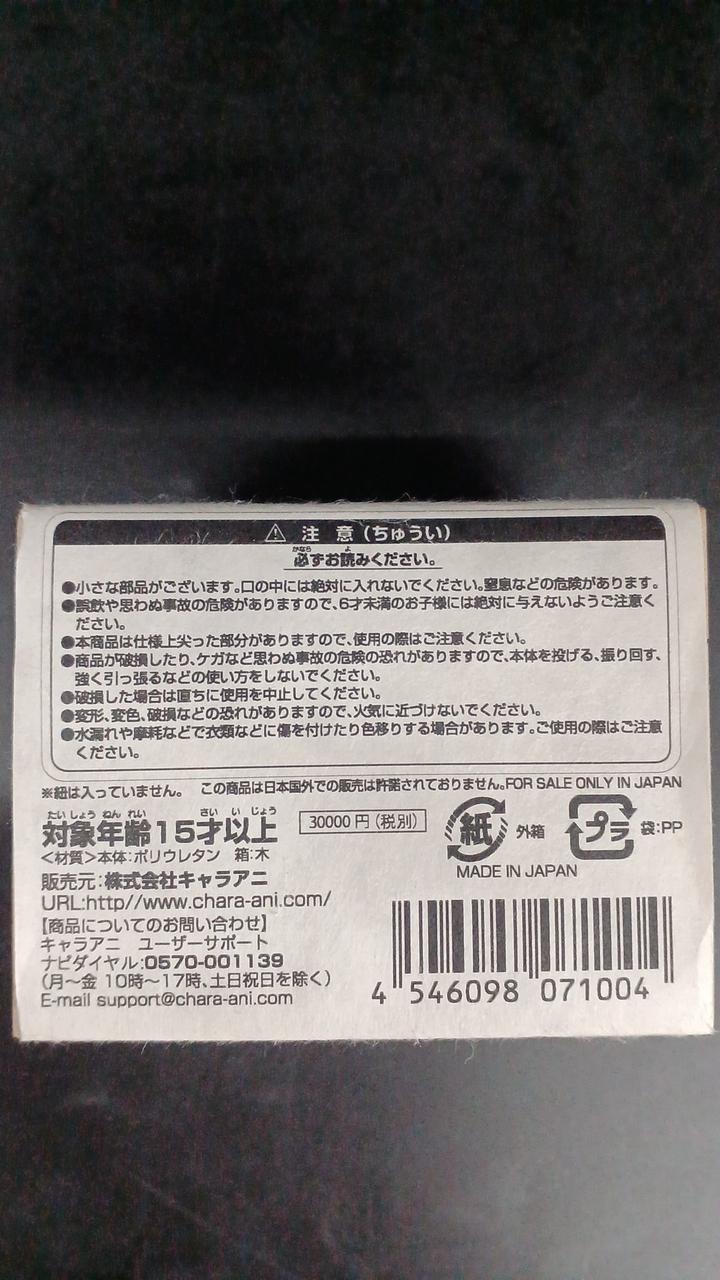 ⚠ 注 意 (ちゅうい)
かなら よ
必ずお読みください。
●小さな部品がございます。口の中には絶対に入れないでください。窒息などの危険があります。
●誤飲や思わぬ事故の危険がありますので、6才未満のお子様には絶対に与えないようご注意く
ださい。
●本商品は仕様上尖った部分がありますので、使用の際はご注意ください。
●商品が破損したり、ケガなど思わぬ事故の危険の恐れがありますので、本体を投げる、振り回す、
強く引っ張るなどの使い方をしないでください。
●破損した場合は直ちに使用を中止してください。
●変形、変色、破損などの恐れがありますので、火気に近づけないでください。
●水漏れや摩耗などで衣類などに傷を付けたり色移りする場合があります。ご使用の際はご注意
ください。
※紐は入っていません。 この商品は日本国外での販売は許諾されておりません。FOR SALE ONLY IN JAPAN
たいしょう ねん れい さい い じょう
対象年齢15才以上
30000円(税別)
紙 外箱
プラ 袋:PP
<材質>本体:ポリウレタン 箱:木
MADE IN JAPAN
販売元:株式会社キャラアニ
URL:http//www.chara-ani.com/
【商品についてのお問い合わせ】
キャラアニ ユーザーサポート
ナビダイヤル:0570-001139
(月〜金 10時〜17時、土日祝日を除く)
E-mail support@chara-ani.com
4 546098 071004